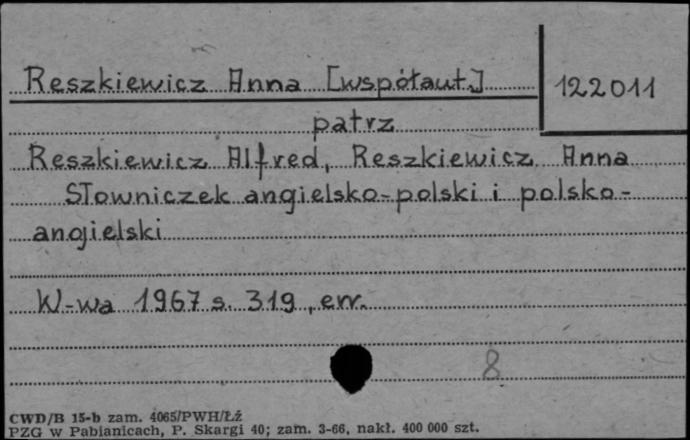 Reszkiewicz Anna [współaut.] 122011
patrz
Reszkiewicz Alfred, Reszkiewicz Anna
Słowniczek angielsko-polski i polsko-
angielski
W-wa 1967 s. 319, err.
8
CWD/B 15-b zam. 4065/PWH/Łź
PZG w Pabianicach, P. Skargi 40; zam. 3-66, nakł. 400 000 szt.